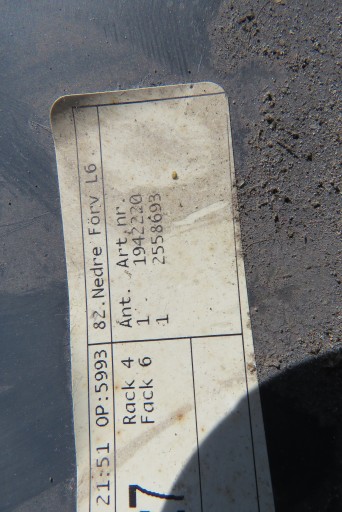 21:51 OP:5993 82.Nedre Förv L6
Ant. Art.nr.
1 1942220
1 2558693
Rack 4
Fack 6
7